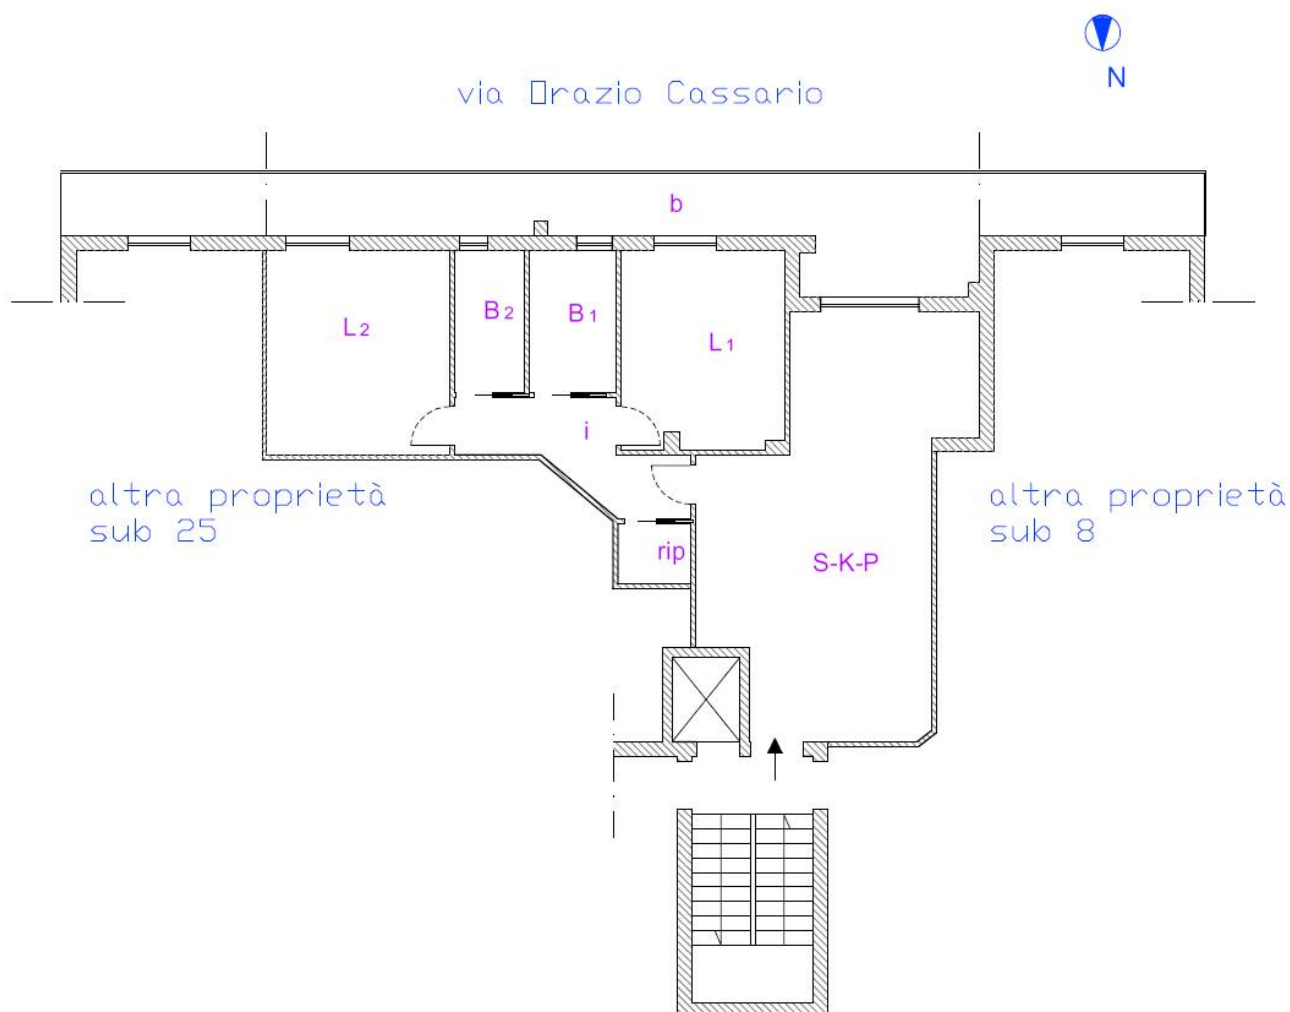 N
via Orazio Cassario
b
L2
B2
B1
L1
i
altra proprietà
sub 25
altra proprietà
sub 8
rip
S-K-P